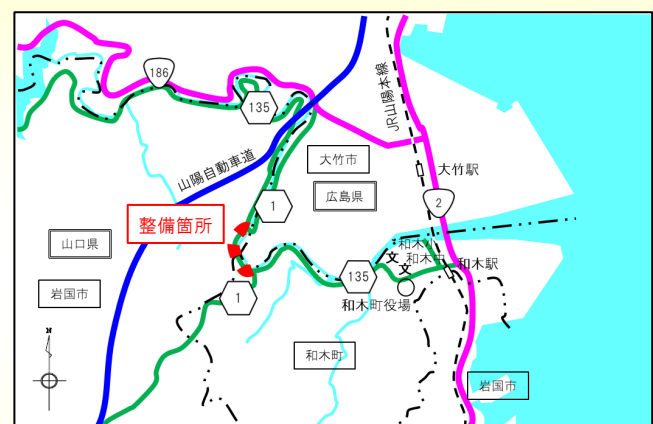 186
135
JR山陽本線
山陽自動車道
大竹市
大竹駅
広島県
1
2
整備箇所
山口県
和木小
文
和木中
文
和木駅
135
岩国市
1
和木町役場
和木町
岩国市